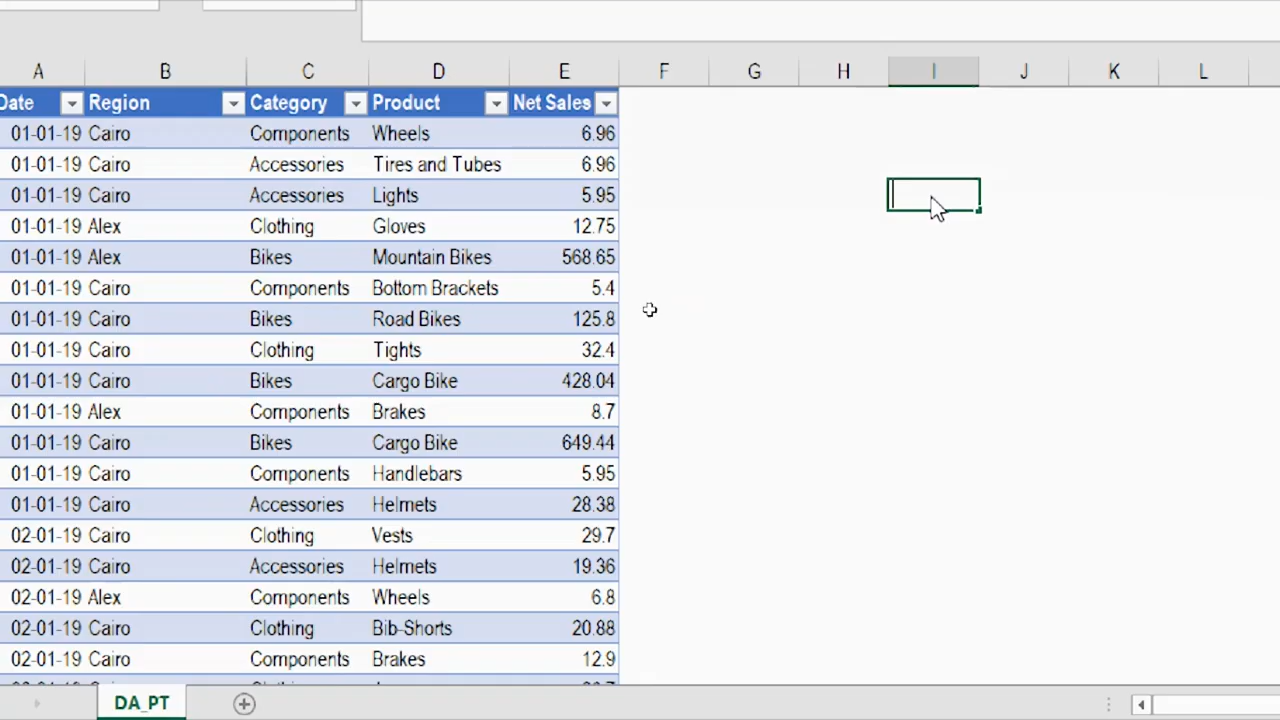 A B C D E F G H I J K L
Date Region Category Product Net Sales
01-01-19 Cairo Components Wheels 6.96
01-01-19 Cairo Accessories Tires and Tubes 6.96
01-01-19 Cairo Accessories Lights 5.95
01-01-19 Alex Clothing Gloves 12.75
01-01-19 Alex Bikes Mountain Bikes 568.65
01-01-19 Cairo Components Bottom Brackets 5.4
01-01-19 Cairo Bikes Road Bikes 125.8
01-01-19 Cairo Clothing Tights 32.4
01-01-19 Cairo Bikes Cargo Bike 428.04
01-01-19 Alex Components Brakes 8.7
01-01-19 Cairo Bikes Cargo Bike 649.44
01-01-19 Cairo Components Handlebars 5.95
01-01-19 Cairo Accessories Helmets 28.38
02-01-19 Cairo Clothing Vests 29.7
02-01-19 Cairo Accessories Helmets 19.36
02-01-19 Alex Components Wheels 6.8
02-01-19 Cairo Clothing Bib-Shorts 20.88
02-01-19 Cairo Components Brakes 12.9
DA_PT